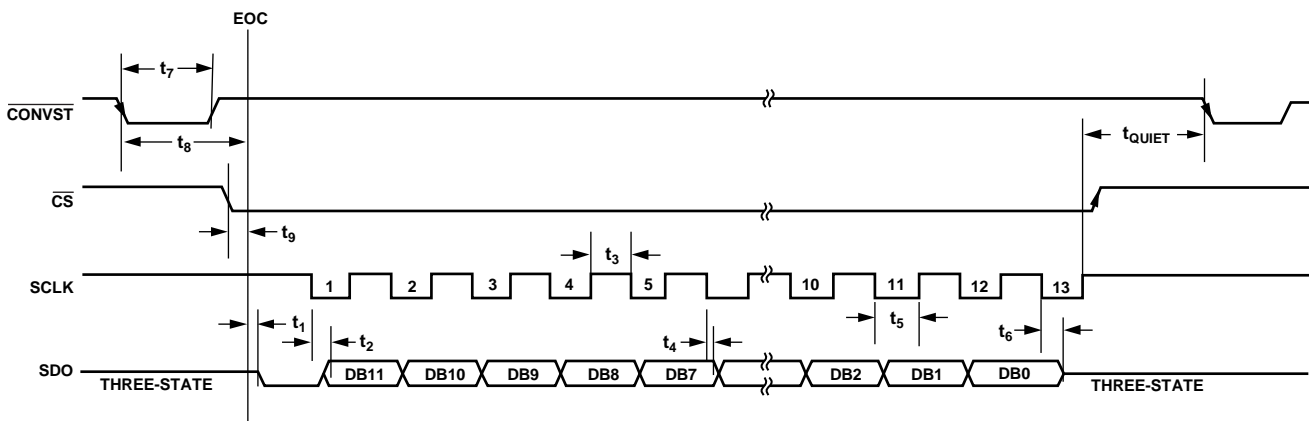 EOC
t7
CONVST
t8
tQUIET
CS
t9
t3
SCLK
1 2 3 4 5 10 11 12 13
t1
t2
t4
t5
t6
SDO
THREE-STATE
DB11 DB10 DB9 DB8 DB7 DB2 DB1 DB0
THREE-STATE